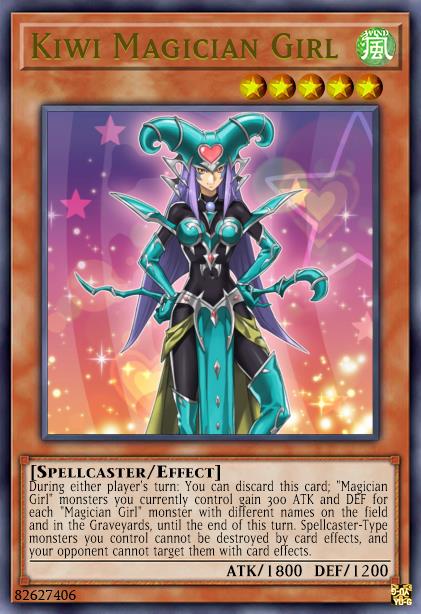 KIWI MAGICIAN GIRL
WIND
風
[SPELLCASTER/EFFECT]
During either player's turn: You can discard this card; "Magician
Girl" monsters you currently control gain 300 ATK and DEF for
each "Magician Girl" monster with different names on the field
and in the Graveyards, until the end of this turn. Spellcaster-Type
monsters you control cannot be destroyed by card effects, and
your opponent cannot target them with card effects.
ATK/1800 DEF/1200
82627406